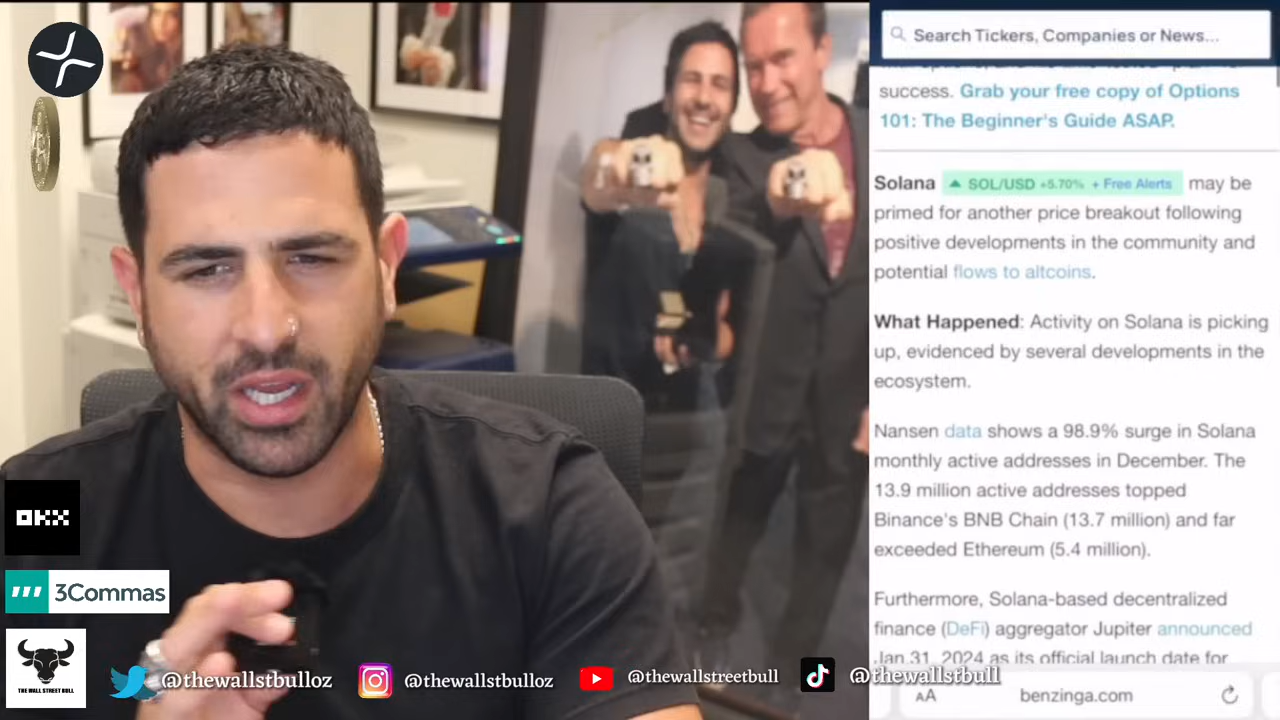 Search Tickers, Companies or News...
success. Grab your free copy of Options
101: The Beginner's Guide ASAP.
Solana ▲ SOL/USD +5.70% + Free Alerts may be
primed for another price breakout following
positive developments in the community and
potential flows to altcoins.
What Happened: Activity on Solana is picking
up, evidenced by several developments in the
ecosystem.
Nansen data shows a 98.9% surge in Solana
monthly active addresses in December. The
13.9 million active addresses topped
Binance's BNB Chain (13.7 million) and far
exceeded Ethereum (5.4 million).
Furthermore, Solana-based decentralized
finance (DeFi) aggregator Jupiter announced
Jan 31, 2024 as its official launch date for
AA benzinga.com
OKX
3Commas
THE WALL STREET BULL
@thewallstbulloz
@thewallstbulloz
@thewallstreetbull
@thewallstbull